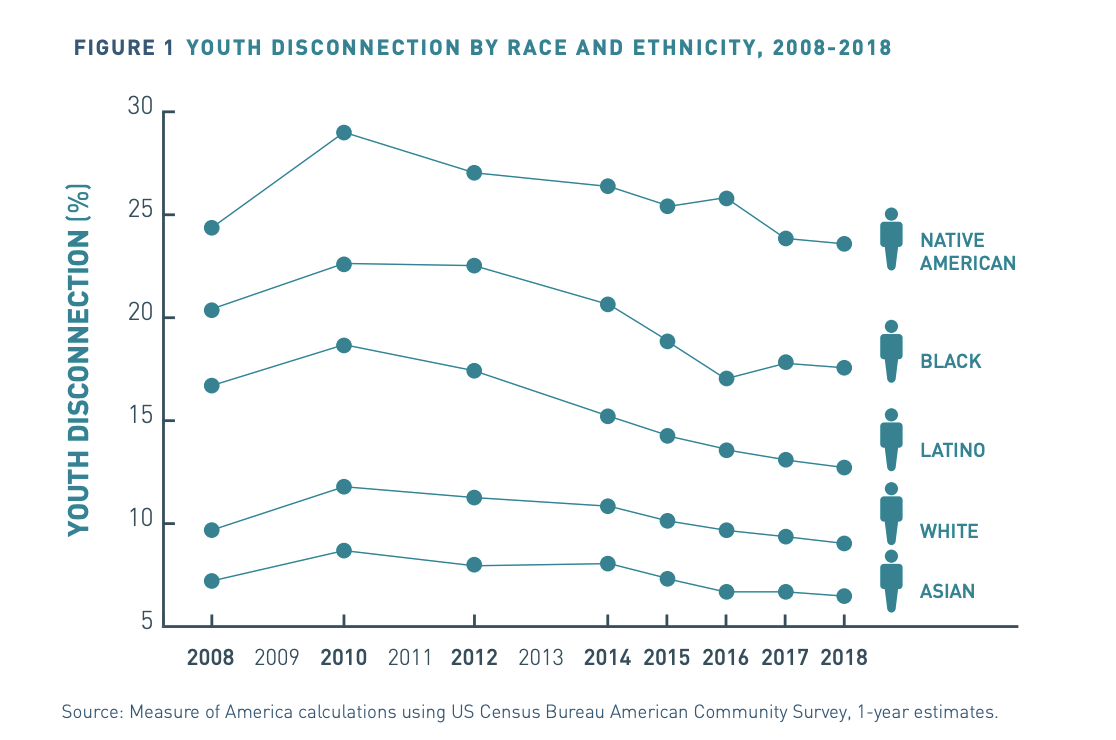 FIGURE 1 YOUTH DISCONNECTION BY RACE AND ETHNICITY, 2008-2018
YOUTH DISCONNECTION (%)
30
25
20
15
10
5
NATIVE
AMERICAN
BLACK
LATINO
WHITE
ASIAN
2008 2009 2010 2011 2012 2013 2014 2015 2016 2017 2018
Source: Measure of America calculations using US Census Bureau American Community Survey, 1-year estimates.